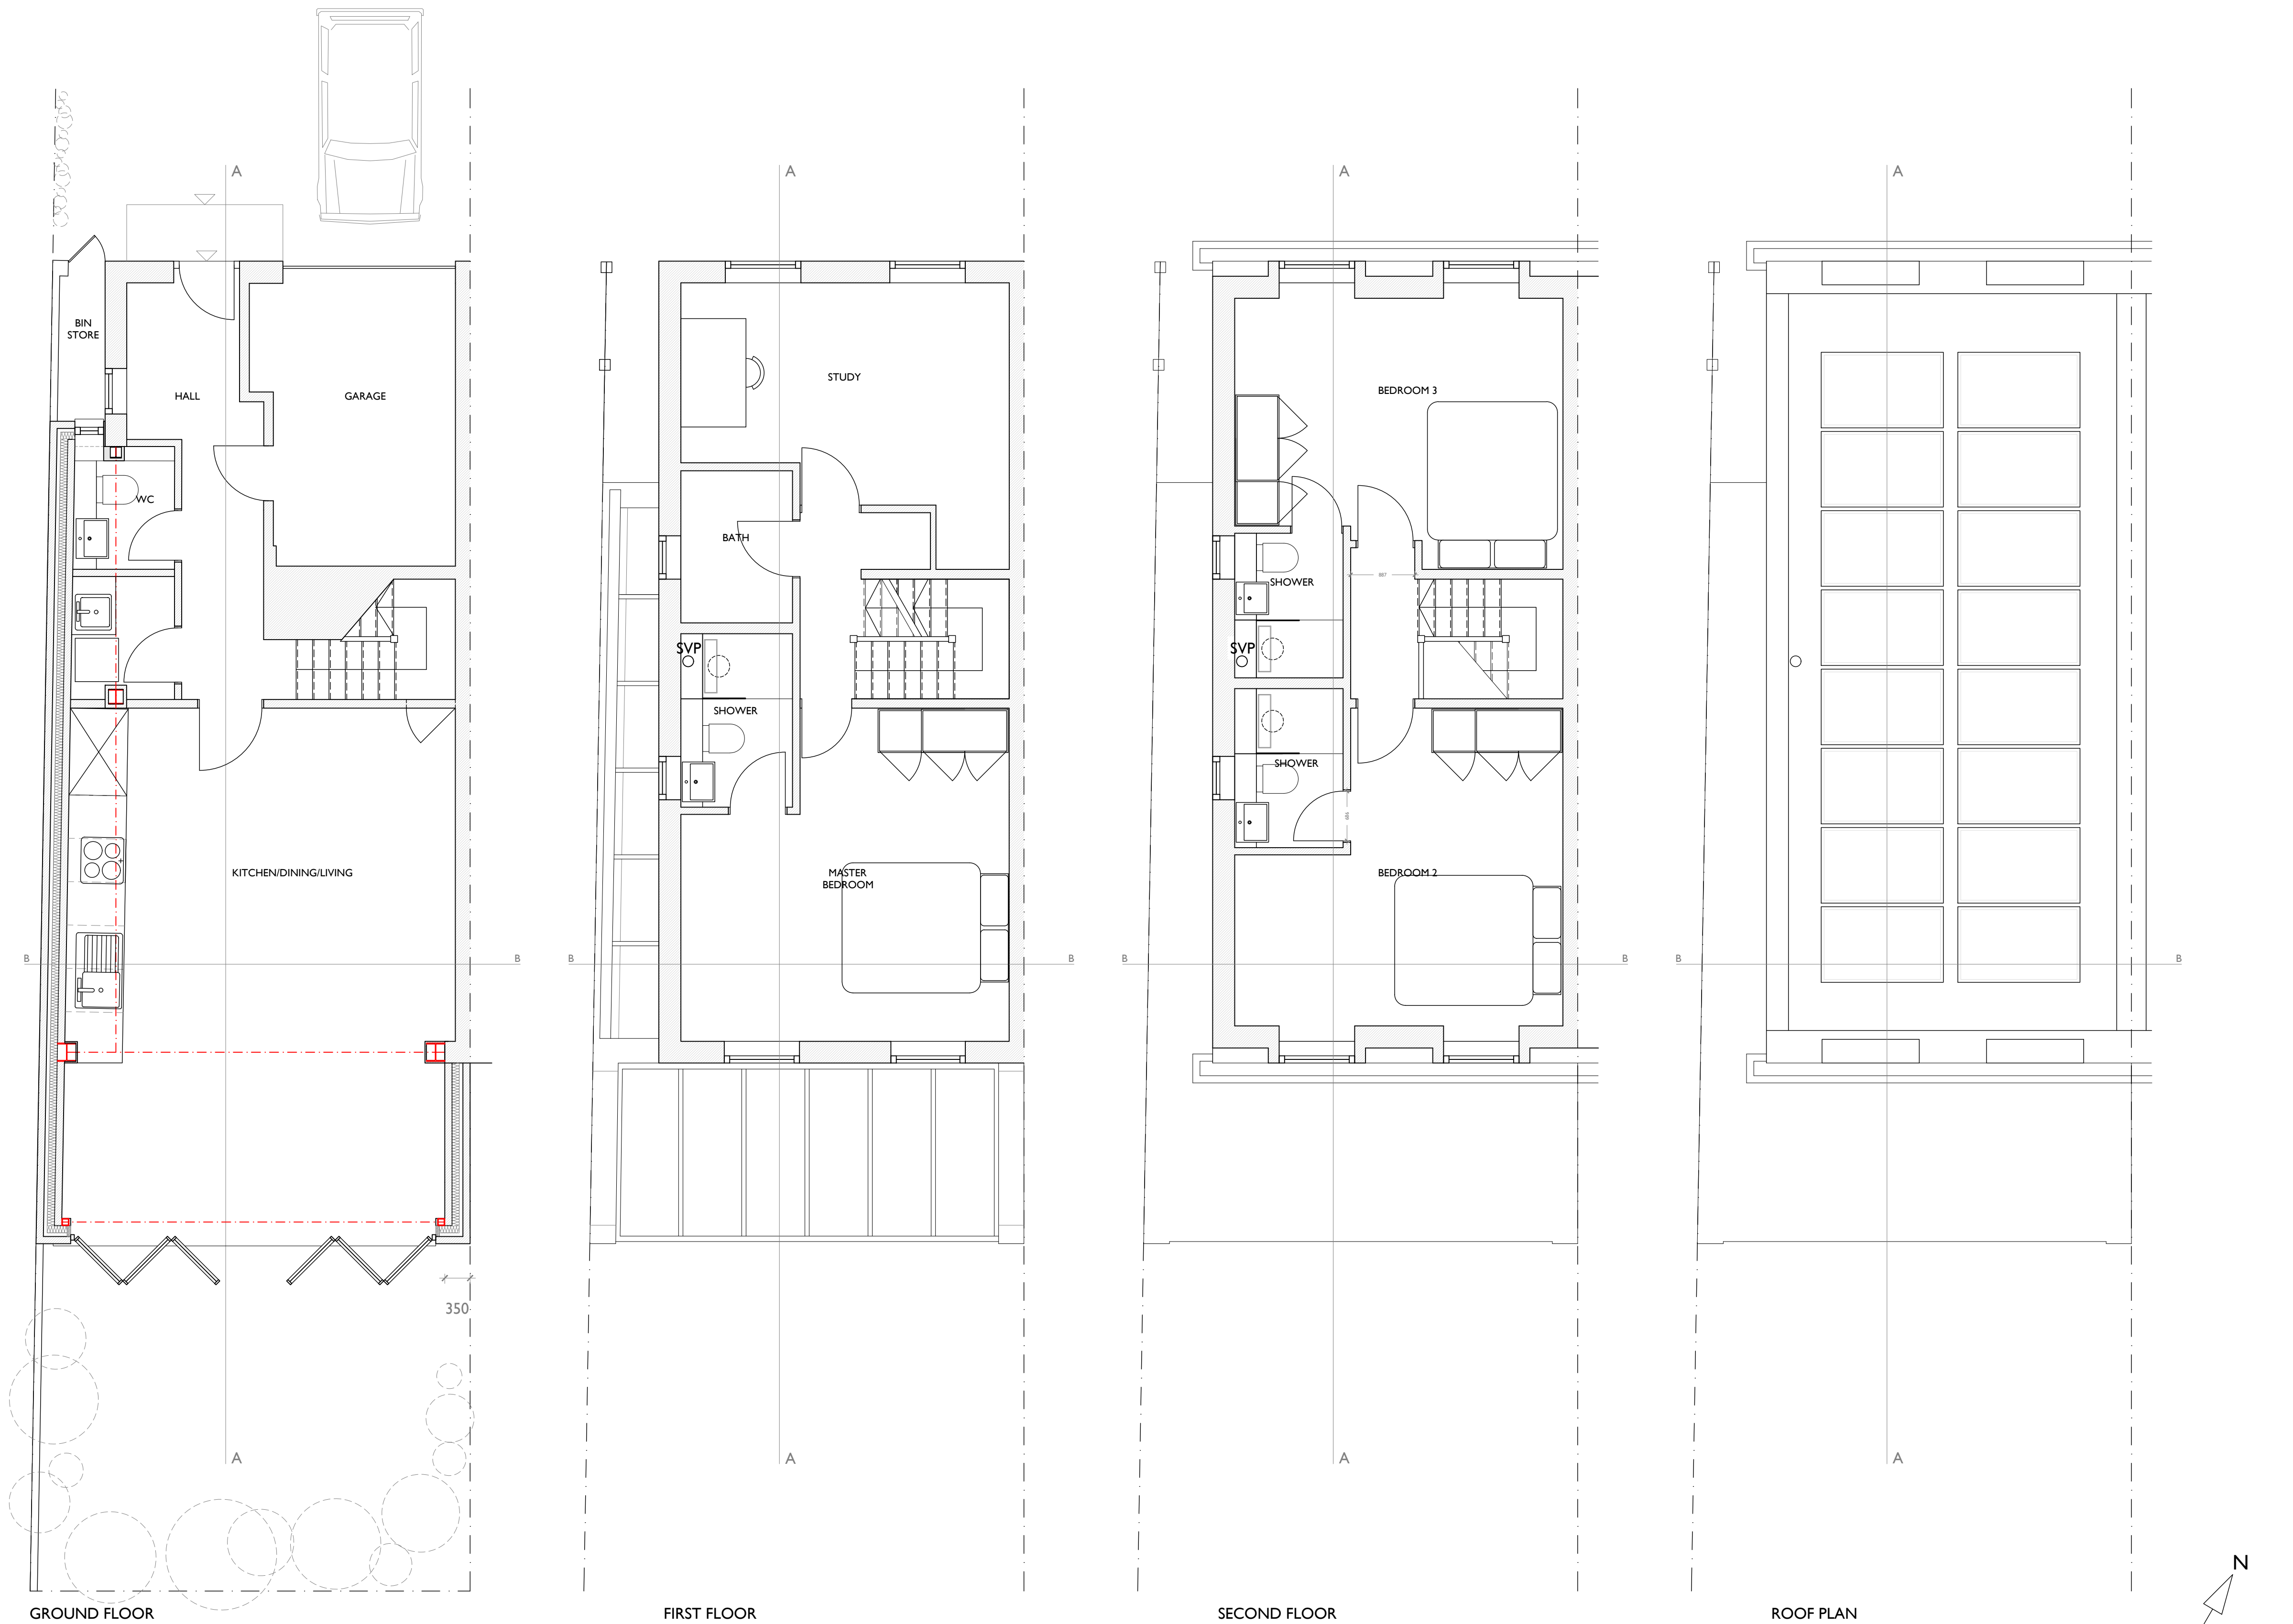 A
A
A
A
BIN
STORE
HALL
GARAGE
WC
KITCHEN/DINING/LIVING
B
B
350
A
GROUND FLOOR
STUDY
BATH
SVP
SHOWER
MASTER
BEDROOM
B
B
A
FIRST FLOOR
BEDROOM 3
SHOWER
887
SVP
SHOWER
BEDROOM 2
B
B
A
SECOND FLOOR
B
B
A
ROOF PLAN
N